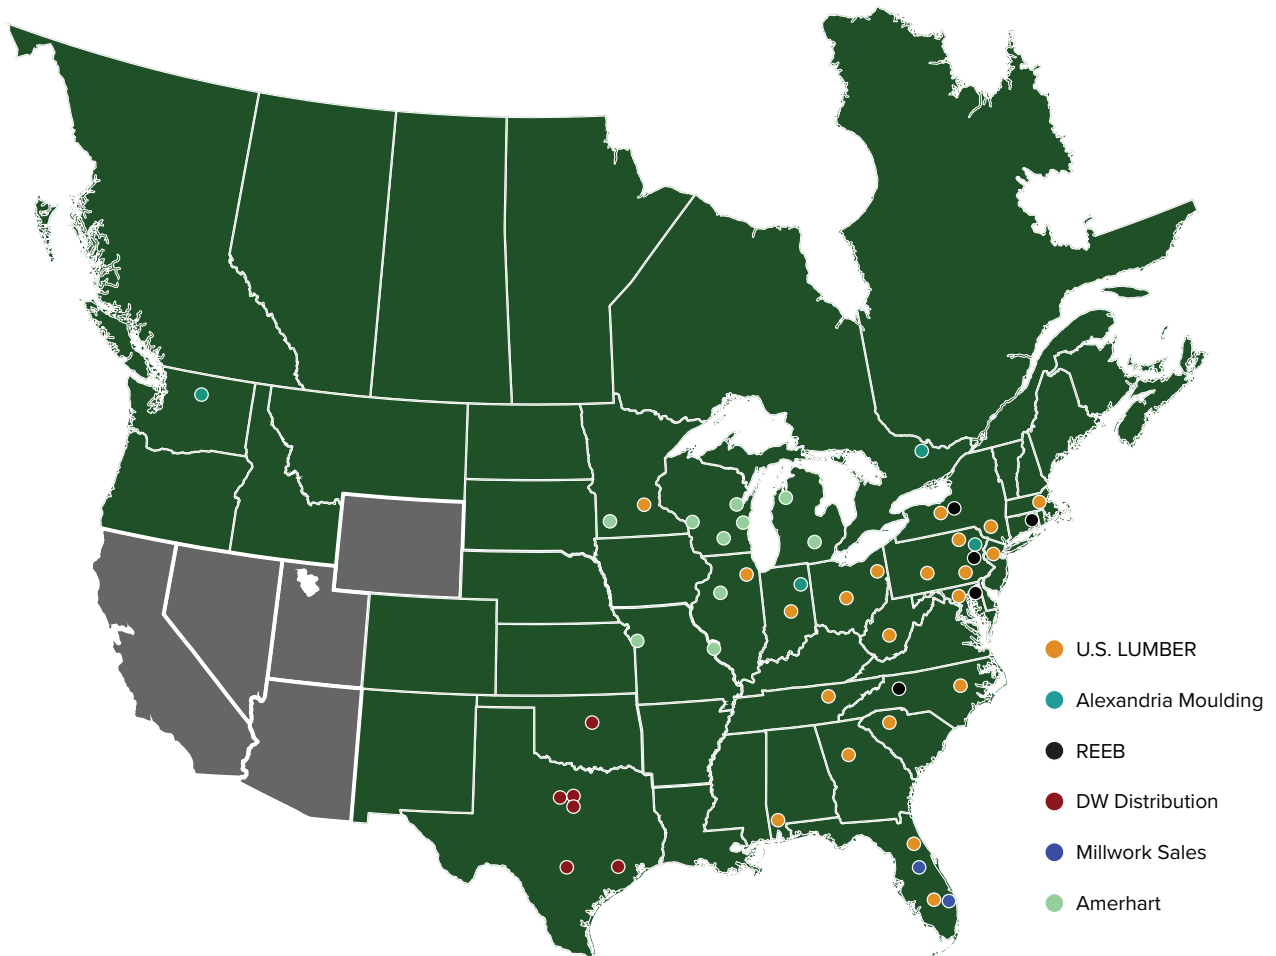 U.S. LUMBER
Alexandria Moulding
REEB
DW Distribution
Millwork Sales
Amerhart